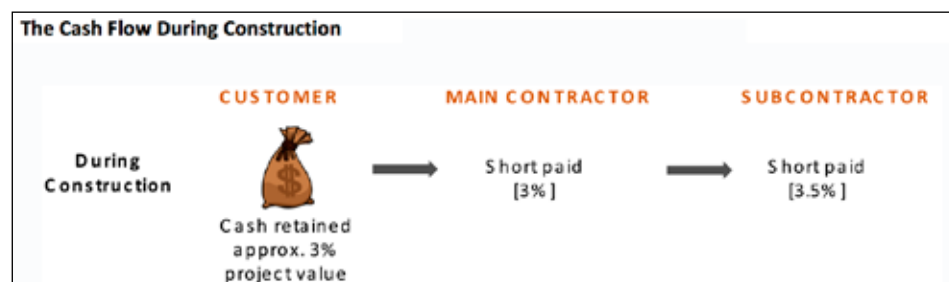 The Cash Flow During Construction
CUSTOMER MAIN CONTRACTOR SUBCONTRACTOR
During
Construction
$
Short paid
[3%]
Short paid
[3.5%]
Cash retained
approx. 3%
project value